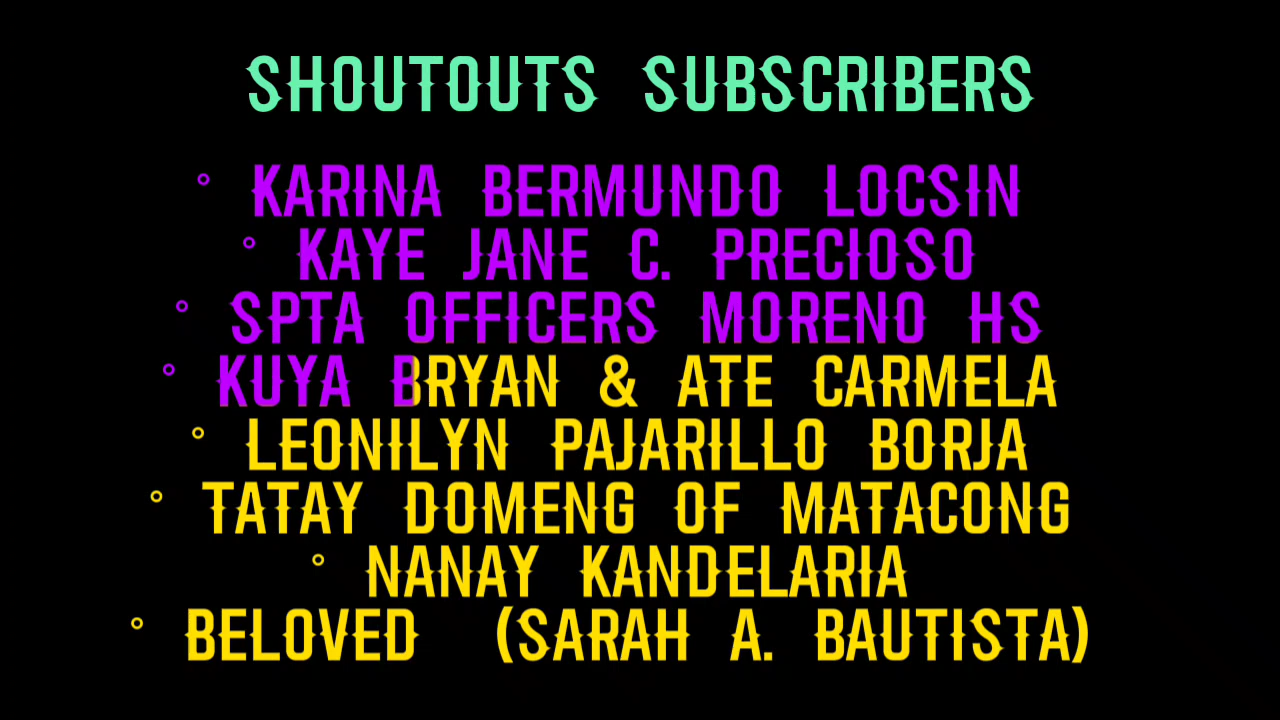 SHOUTOUTS SUBSCRIBERS
° KARINA BERMUNDO LOCSIN
° KAYE JANE C. PRECIOSO
° SPTA OFFICERS MORENO HS
° KUYA BRYAN & ATE CARMELA
° LEONILYN PAJARILLO BORJA
° TATAY DOMENG OF MATACONG
° NANAY KANDELARIA
° BELOVED (SARAH A. BAUTISTA)